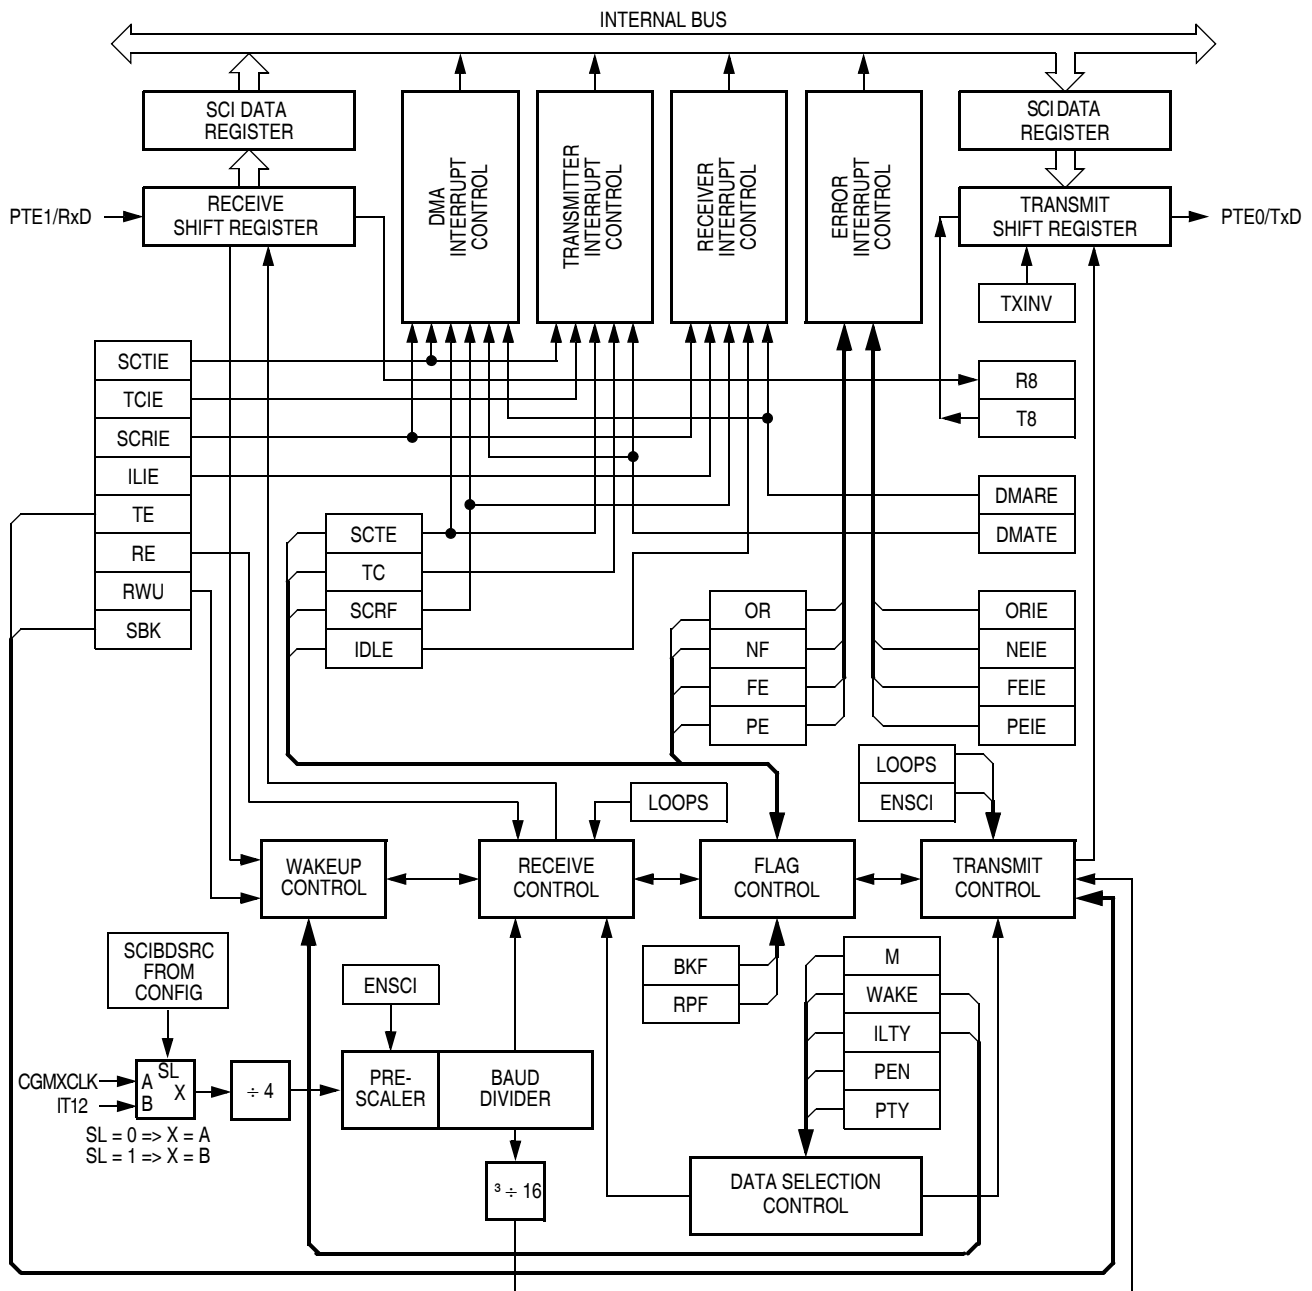 INTERNAL BUS
SCI DATA
REGISTER
RECEIVE
SHIFT REGISTER
PTE1/RxD
DMA
INTERRUPT
CONTROL
TRANSMITTER
INTERRUPT
CONTROL
RECEIVER
INTERRUPT
CONTROL
ERROR
INTERRUPT
CONTROL
SCI DATA
REGISTER
TRANSMIT
SHIFT REGISTER
PTE0/TxD
TXINV
SCTIE
TCIE
SCRIE
ILIE
TE
RE
RWU
SBK
R8
T8
DMARE
DMATE
SCTE
TC
SCRF
IDLE
OR
NF
FE
PE
ORIE
NEIE
FEIE
PEIE
LOOPS
ENSCI
LOOPS
WAKEUP
CONTROL
RECEIVE
CONTROL
FLAG
CONTROL
TRANSMIT
CONTROL
SCIBDSRC
FROM
CONFIG
ENSCI
BKF
RPF
M
WAKE
ILTY
PEN
PTY
CGMXCLK
IT12
SL
A
X
B
SL = 0 => X = A
SL = 1 => X = B
÷ 4
PRE-
SCALER
BAUD
DIVIDER
³ ÷ 16
DATA SELECTION
CONTROL